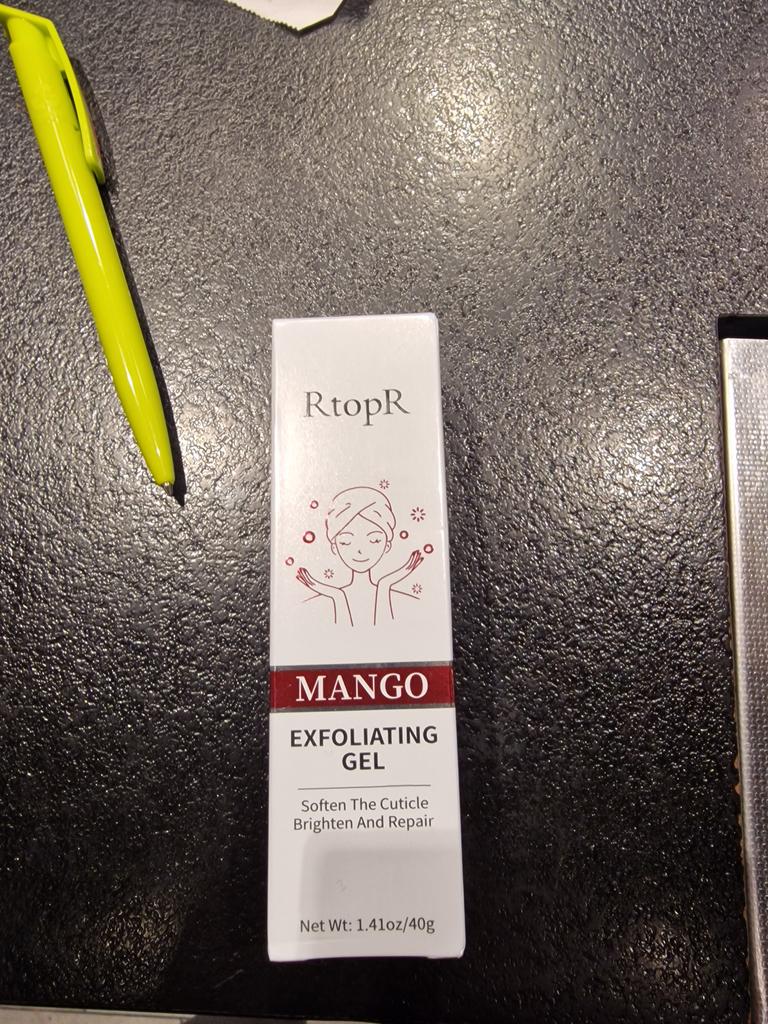 RtopR
MANGO
EXFOLIATING
GEL
Soften The Cuticle
Brighten And Repair
Net Wt: 1.41oz/40g